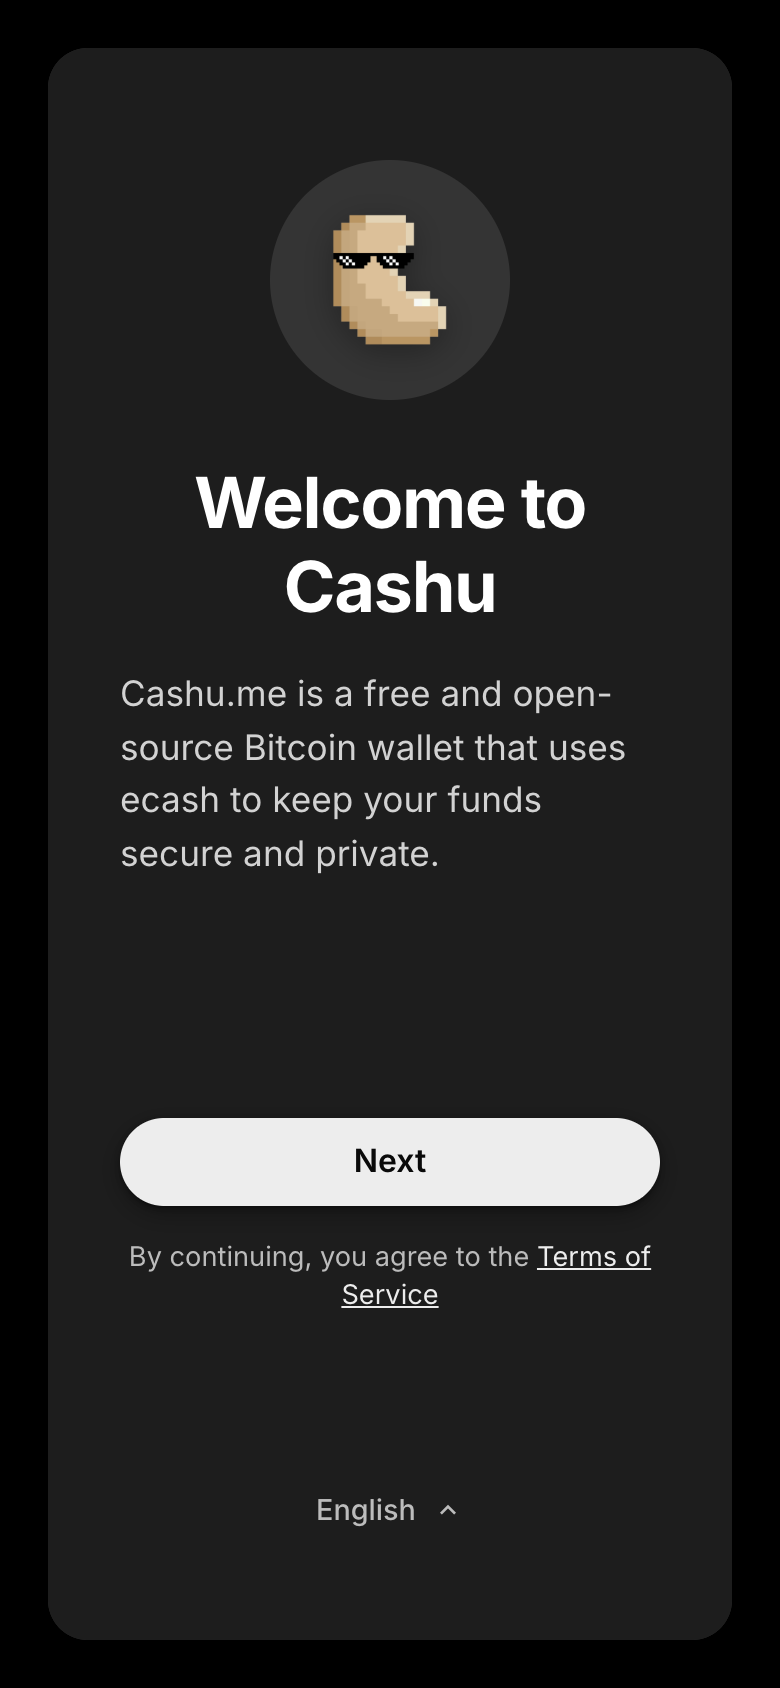 Welcome to
Cashu
Cashu.me is a free and open-
source Bitcoin wallet that uses
ecash to keep your funds
secure and private.
Next
By continuing, you agree to the Terms of
Service
English